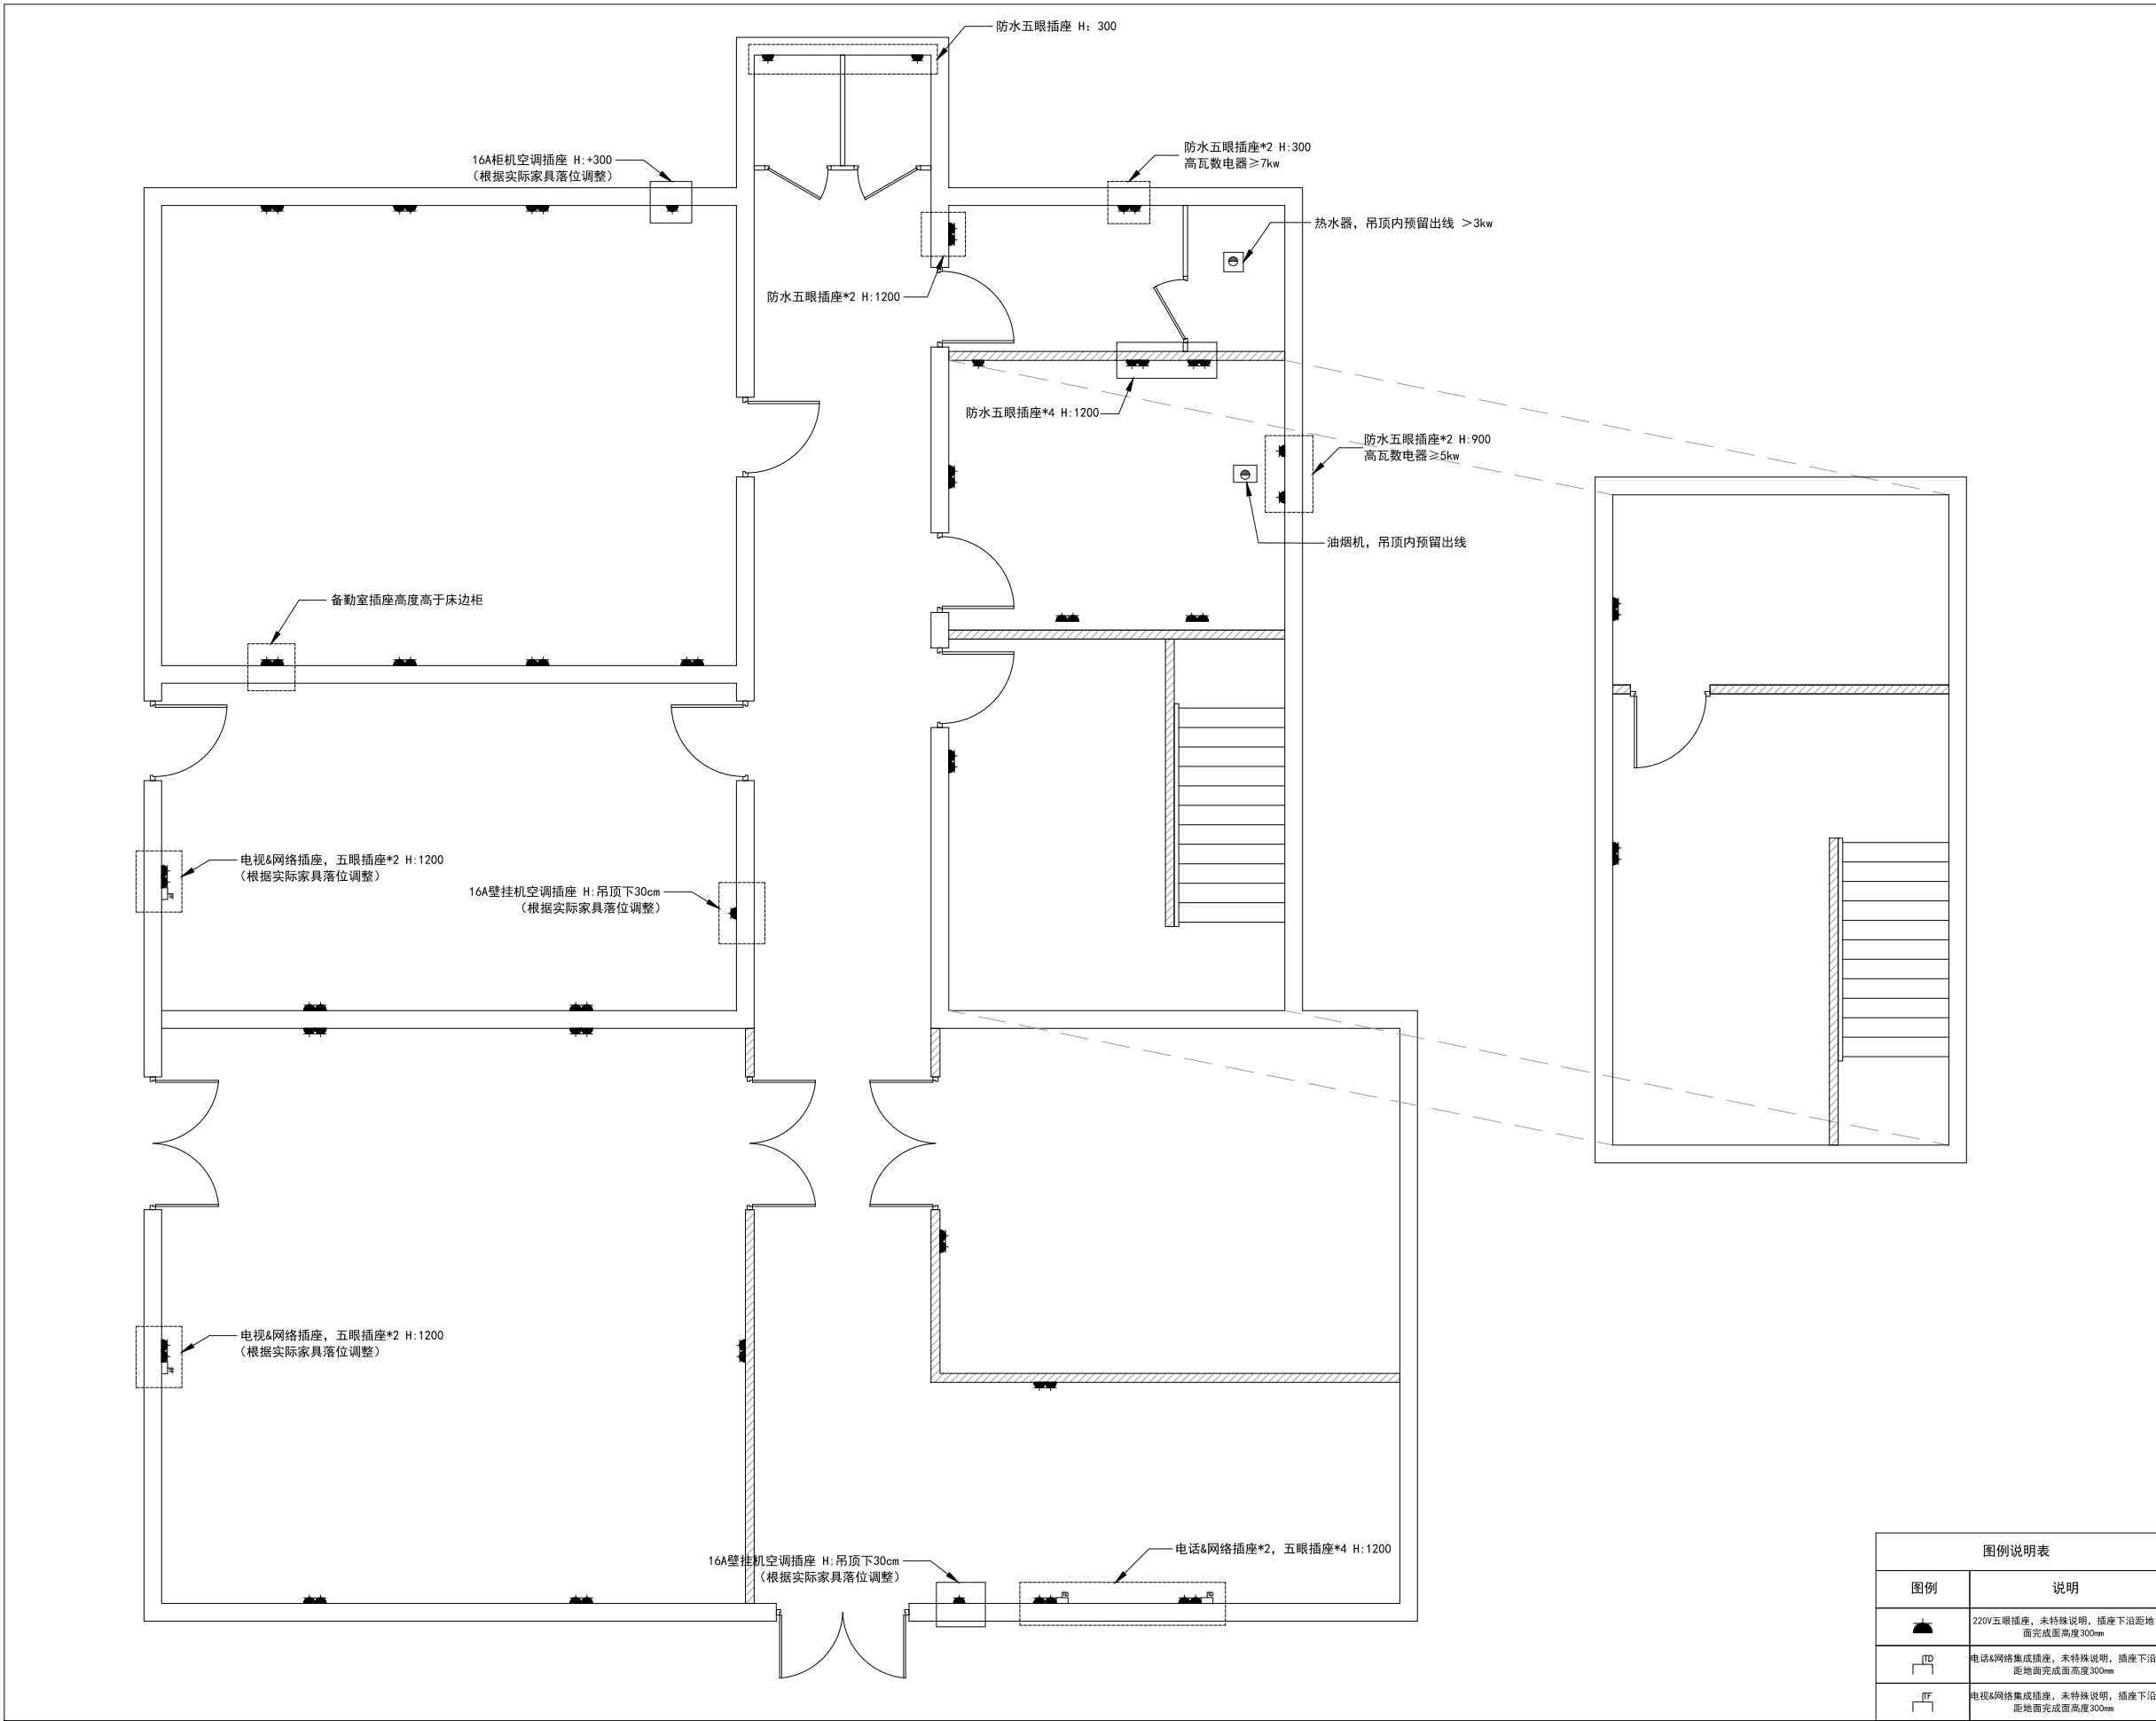 防水五眼插座 H: 300
16A柜机空调插座 H:+300
（根据实际家具落位调整）
防水五眼插座*2 H:300
高瓦数电器≥7kw
热水器，吊顶内预留出线 ＞3kw
防水五眼插座*2 H:1200
防水五眼插座*4 H:1200
防水五眼插座*2 H:900
高瓦数电器≥5kw
油烟机，吊顶内预留出线
备勤室插座高度高于床边柜
电视&网络插座，五眼插座*2 H:1200
（根据实际家具落位调整）
16A壁挂机空调插座 H:吊顶下30cm
（根据实际家具落位调整）
电视&网络插座，五眼插座*2 H:1200
（根据实际家具落位调整）
16A壁挂机空调插座 H:吊顶下30cm
（根据实际家具落位调整）
电话&网络插座*2，五眼插座*4 H:1200
图例说明表
图例 说明
220V五眼插座，未特殊说明，插座下沿距地
面完成面高度300mm
TD 电话&网络集成插座，未特殊说明，插座下沿
距地面完成面高度300mm
TF 电视&网络集成插座，未特殊说明，插座下沿
距地面完成面高度300mm